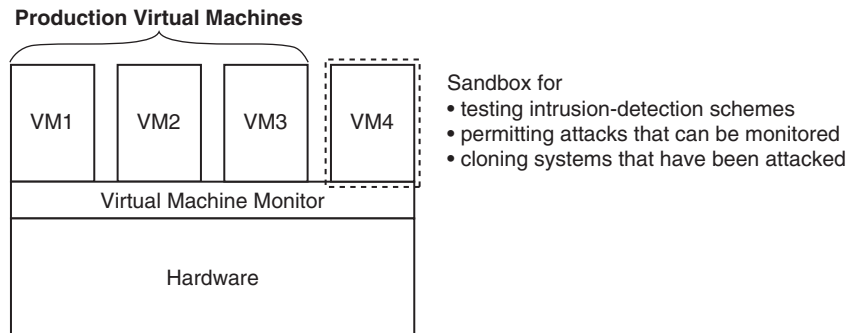 Production Virtual Machines
VM1
VM2
VM3
VM4
Sandbox for
• testing intrusion-detection schemes
• permitting attacks that can be monitored
• cloning systems that have been attacked
Virtual Machine Monitor
Hardware